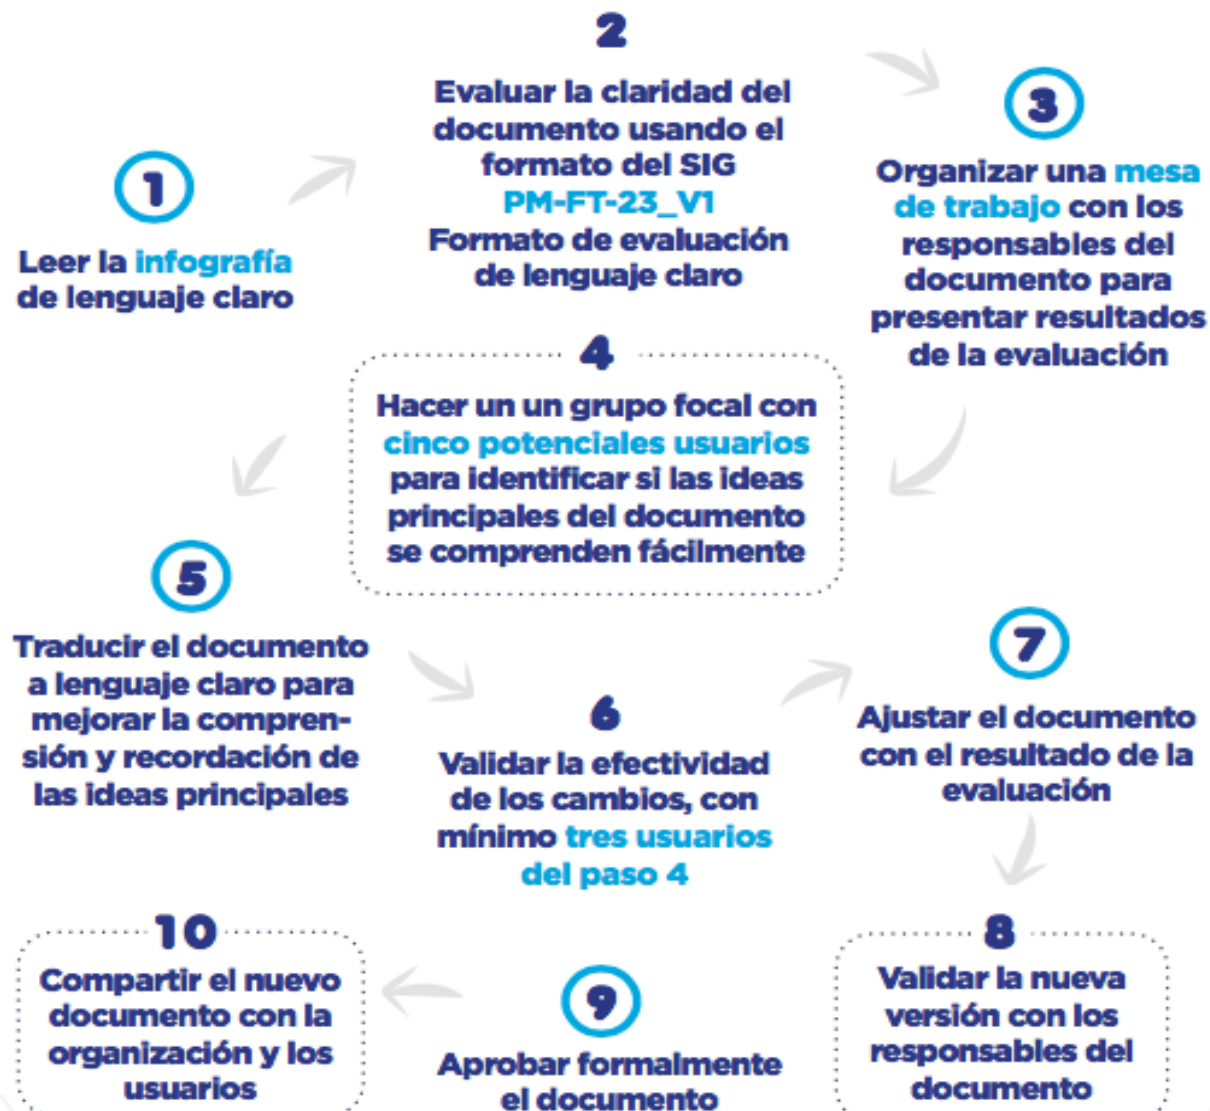 1
Leer la infografía
de lenguaje claro
2
Evaluar la claridad del
documento usando el
formato del SIG
PM-FT-23_V1
Formato de evaluación
de lenguaje claro
3
Organizar una mesa
de trabajo con los
responsables del
documento para
presentar resultados
de la evaluación
4
Hacer un un grupo focal con
cinco potenciales usuarios
para identificar si las ideas
principales del documento
se comprenden fácilmente
5
Traducir el documento
a lenguaje claro para
mejorar la compren-
sión y recordación de
las ideas principales
6
Validar la efectividad
de los cambios, con
mínimo tres usuarios
del paso 4
7
Ajustar el documento
con el resultado de la
evaluación
8
Validar la nueva
versión con los
responsables del
documento
9
Aprobar formalmente
el documento
10
Compartir el nuevo
documento con la
organización y los
usuarios